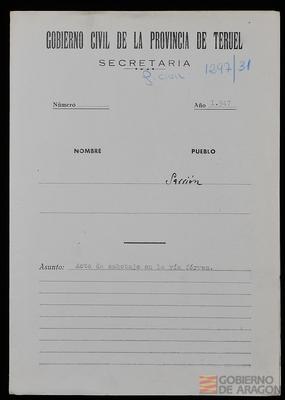 GOBIERNO CIVIL DE LA PROVINCIA DE TERUEL
SECRETARIA
G. Civil 1297/31
Número Año 1.947
NOMBRE PUEBLO
Sarrión
Asunto: Acto de sabotaje en la vía férrea.
GOBIERNO
DE ARAGON